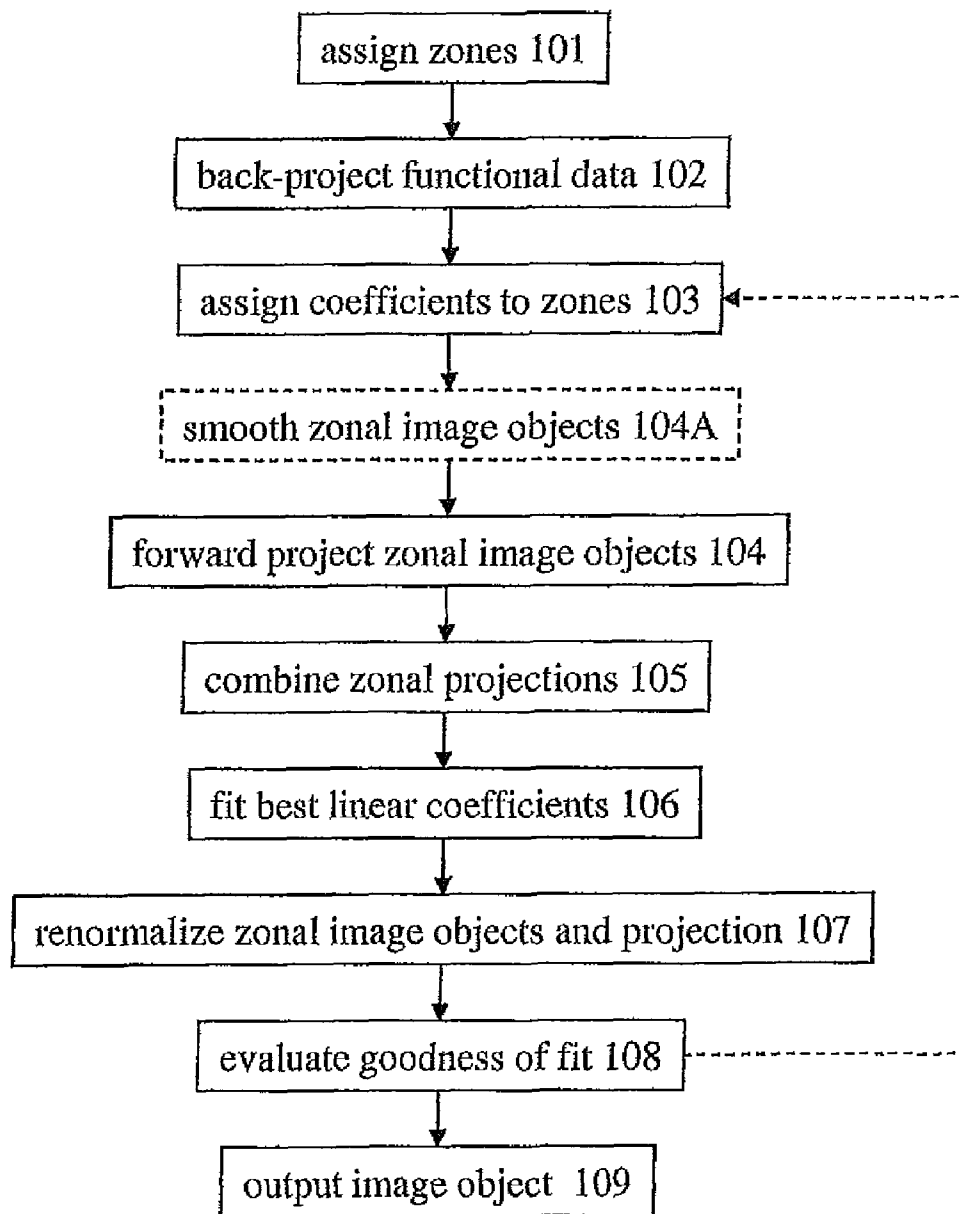 assign zones 101
back-project functional data 102
assign coefficients to zones 103
smooth zonal image objects 104A
forward project zonal image objects 104
combine zonal projections 105
fit best linear coefficients 106
renormalize zonal image objects and projection 107
evaluate goodness of fit 108
output image object 109